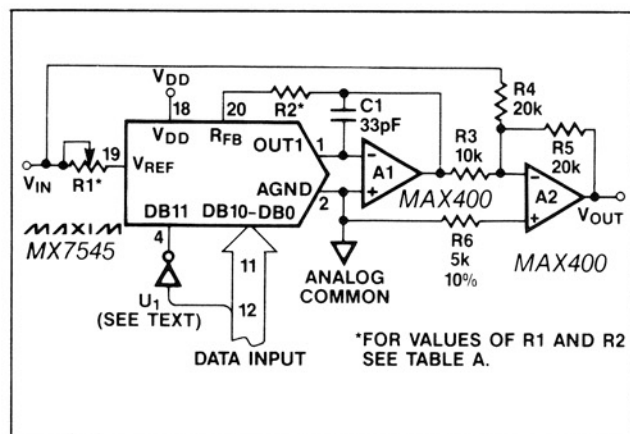 VDD
18
20
R2*
C1
33pF
R4
20k
VDD
RFB
OUT1
1
R3
10k
R5
20k
VIN
R1*
19
VREF
AGND
2
A1
MAX400
A2
VOUT
MAXIM
MX7545
DB11
DB10-DB0
4
R6
5k
10%
MAX400
ANALOG
COMMON
11
U1
(SEE TEXT)
12
DATA INPUT
*FOR VALUES OF R1 AND R2
SEE TABLE A.